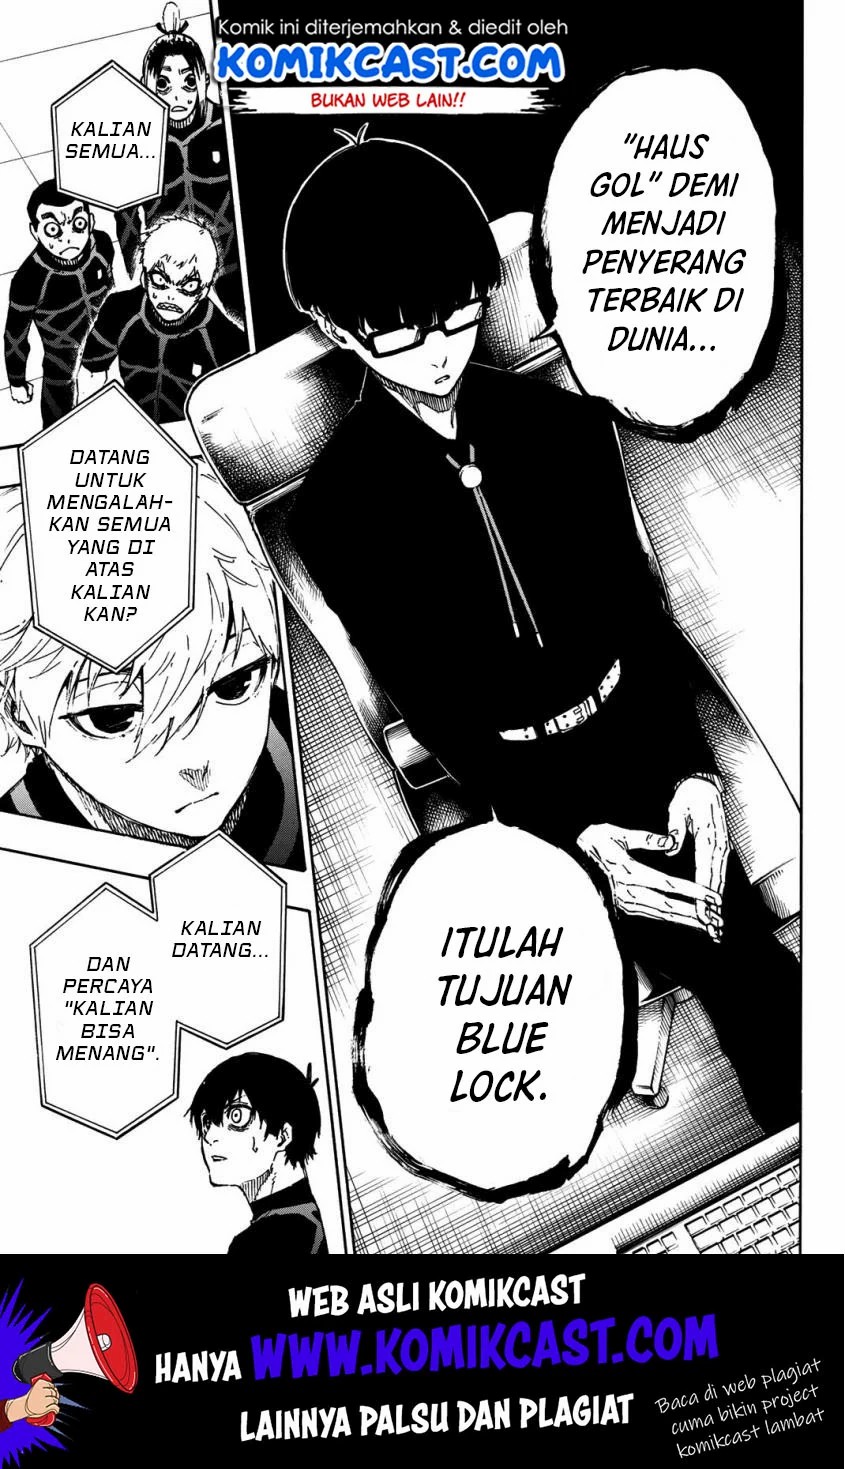 Komik ini diterjemahkan & diedit oleh
KOMIKCAST.COM
BUKAN WEB LAIN!!
"HAUS
GOL" DEMI
MENJADI
PENYERANG
TERBAIK DI
DUNIA...
ITULAH
TUJUAN
BLUE
LOCK.
KALIAN
SEMUA...
DATANG
UNTUK
MENGALAH-
KAN SEMUA
YANG DI
ATAS
KALIAN
KAN?
KALIAN
DATANG...
DAN
PERCAYA
"KALIAN
BISA
MENANG".
WEB ASLI KOMIKCAST
HANYA WWW.KOMIKCAST.COM
LAINNYA PALSU DAN PLAGIAT
Baca di web plagiat
cuma bikin project
komikcast lambat